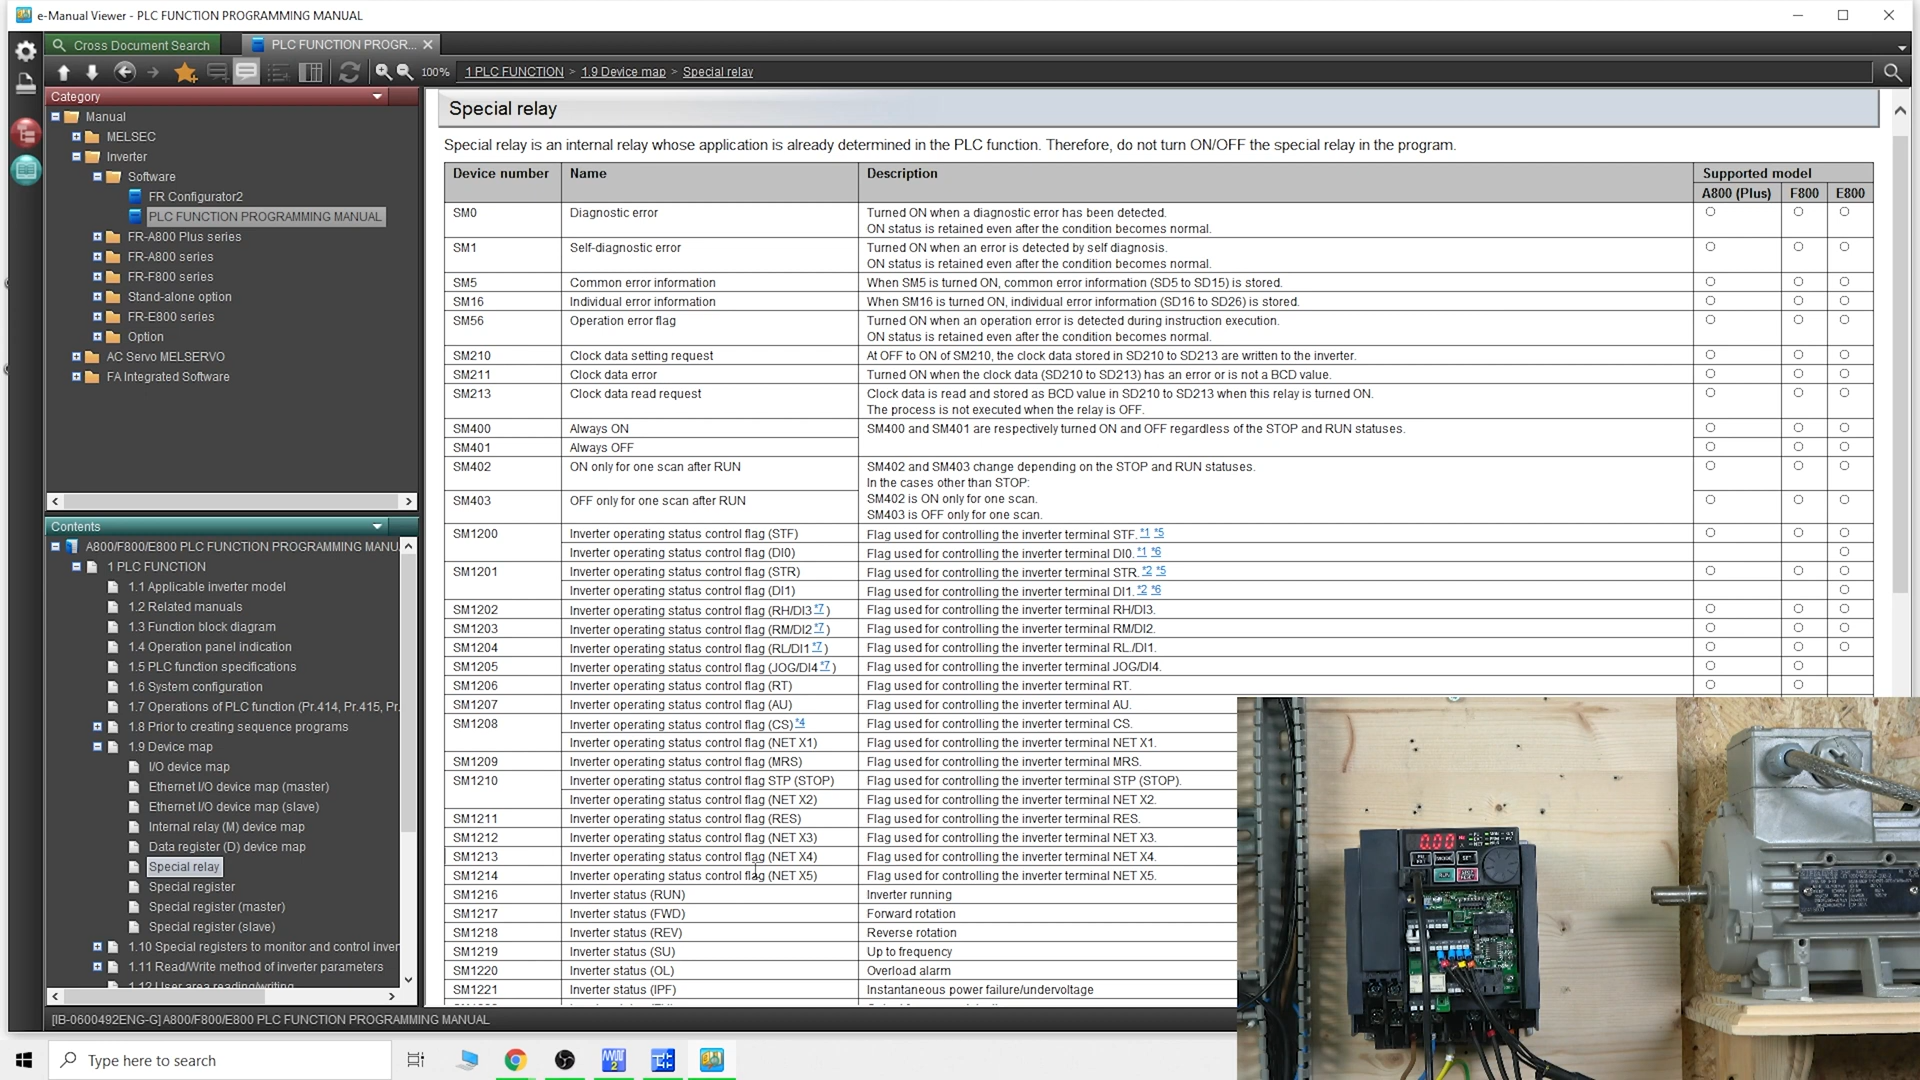 e-Manual Viewer - PLC FUNCTION PROGRAMMING MANUAL
Cross Document Search
PLC FUNCTION PROGR...
100%
1 PLC FUNCTION > 1.9 Device map > Special relay
Category
Manual
MELSEC
Inverter
Software
FR Configurator2
PLC FUNCTION PROGRAMMING MANUAL
FR-A800 Plus series
FR-A800 series
FR-F800 series
Stand-alone option
FR-E800 series
Option
AC Servo MELSERVO
FA Integrated Software
Contents
A800/F800/E800 PLC FUNCTION PROGRAMMING MANU
1 PLC FUNCTION
1.1 Applicable inverter model
1.2 Related manuals
1.3 Function block diagram
1.4 Operation panel indication
1.5 PLC function specifications
1.6 System configuration
1.7 Operations of PLC function (Pr.414, Pr.415, Pr.
1.8 Prior to creating sequence programs
1.9 Device map
I/O device map
Ethernet I/O device map (master)
Ethernet I/O device map (slave)
Internal relay (M) device map
Data register (D) device map
Special relay
Special register
Special register (master)
Special register (slave)
1.10 Special registers to monitor and control inver
1.11 Read/Write method of inverter parameters
1.12 User area reading/writing
Special relay
Special relay is an internal relay whose application is already determined in the PLC function. Therefore, do not turn ON/OFF the special relay in the program.
Device number Name Description Supported model
A800 (Plus) F800 E800
SM0 Diagnostic error Turned ON when a diagnostic error has been detected.
ON status is retained even after the condition becomes normal.
SM1 Self-diagnostic error Turned ON when an error is detected by self diagnosis.
ON status is retained even after the condition becomes normal.
SM5 Common error information When SM5 is turned ON, common error information (SD5 to SD15) is stored.
SM16 Individual error information When SM16 is turned ON, individual error information (SD16 to SD26) is stored.
SM56 Operation error flag Turned ON when an operation error is detected during instruction execution.
ON status is retained even after the condition becomes normal.
SM210 Clock data setting request At OFF to ON of SM210, the clock data stored in SD210 to SD213 are written to the inverter.
SM211 Clock data error Turned ON when the clock data (SD210 to SD213) has an error or is not a BCD value.
SM213 Clock data read request Clock data is read and stored as BCD value in SD210 to SD213 when this relay is turned ON.
The process is not executed when the relay is OFF.
SM400 Always ON SM400 and SM401 are respectively turned ON and OFF regardless of the STOP and RUN statuses.
SM401 Always OFF
SM402 ON only for one scan after RUN SM402 and SM403 change depending on the STOP and RUN statuses.
In the cases other than STOP:
SM403 OFF only for one scan after RUN SM402 is ON only for one scan.
SM403 is OFF only for one scan.
SM1200 Inverter operating status control flag (STF) Flag used for controlling the inverter terminal STF. *1 *5
Inverter operating status control flag (DI0) Flag used for controlling the inverter terminal DI0. *1 *6
SM1201 Inverter operating status control flag (STR) Flag used for controlling the inverter terminal STR. *2 *5
Inverter operating status control flag (DI1) Flag used for controlling the inverter terminal DI1. *2 *6
SM1202 Inverter operating status control flag (RH/DI3 *7) Flag used for controlling the inverter terminal RH/DI3.
SM1203 Inverter operating status control flag (RM/DI2 *7) Flag used for controlling the inverter terminal RM/DI2.
SM1204 Inverter operating status control flag (RL/DI1 *7) Flag used for controlling the inverter terminal RL./DI1.
SM1205 Inverter operating status control flag (JOG/DI4 *7) Flag used for controlling the inverter terminal JOG/DI4.
SM1206 Inverter operating status control flag (RT) Flag used for controlling the inverter terminal RT.
SM1207 Inverter operating status control flag (AU) Flag used for controlling the inverter terminal AU.
SM1208 Inverter operating status control flag (CS) *4 Flag used for controlling the inverter terminal CS.
Inverter operating status control flag (NET X1) Flag used for controlling the inverter terminal NET X1.
SM1209 Inverter operating status control flag (MRS) Flag used for controlling the inverter terminal MRS.
SM1210 Inverter operating status control flag STP (STOP) Flag used for controlling the inverter terminal STP (STOP).
Inverter operating status control flag (NET X2) Flag used for controlling the inverter terminal NET X2.
SM1211 Inverter operating status control flag (RES) Flag used for controlling the inverter terminal RES.
SM1212 Inverter operating status control flag (NET X3) Flag used for controlling the inverter terminal NET X3.
SM1213 Inverter operating status control flag (NET X4) Flag used for controlling the inverter terminal NET X4.
SM1214 Inverter operating status control flag (NET X5) Flag used for controlling the inverter terminal NET X5.
SM1216 Inverter status (RUN) Inverter running
SM1217 Inverter status (FWD) Forward rotation
SM1218 Inverter status (REV) Reverse rotation
SM1219 Inverter status (SU) Up to frequency
SM1220 Inverter status (OL) Overload alarm
SM1221 Inverter status (IPF) Instantaneous power failure/undervoltage
0.00
[IB-0600492ENG-G]A800/F800/E800 PLC FUNCTION PROGRAMMING MANUAL
Type here to search